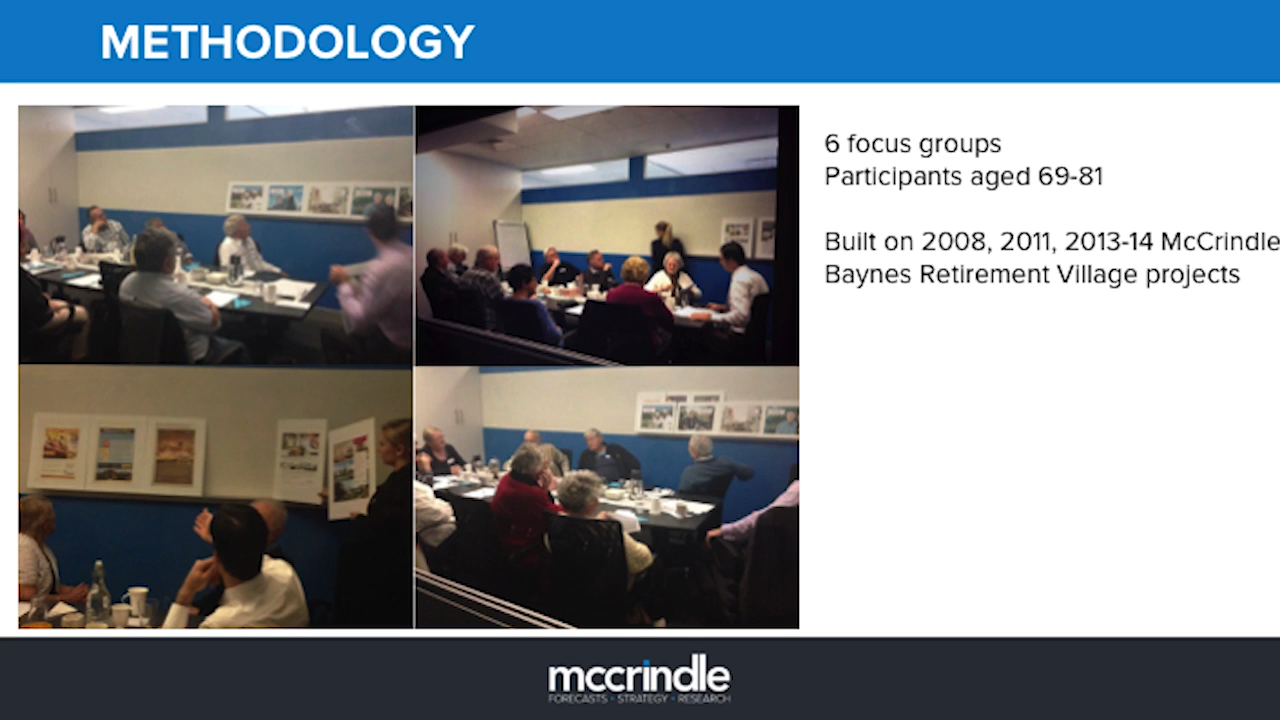 METHODOLOGY
6 focus groups
Participants aged 69-81
Built on 2008, 2011, 2013-14 McCrindle
Baynes Retirement Village projects
mccrindle
FORECASTS • STRATEGY • RESEARCH